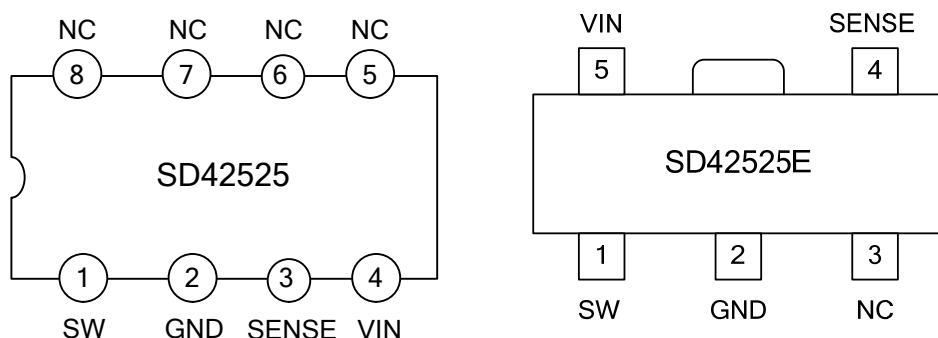 NC NC NC NC
8 7 6 5
SD42525
1 2 3 4
SW GND SENSE VIN
VIN SENSE
5 4
SD42525E
1 2 3
SW GND NC